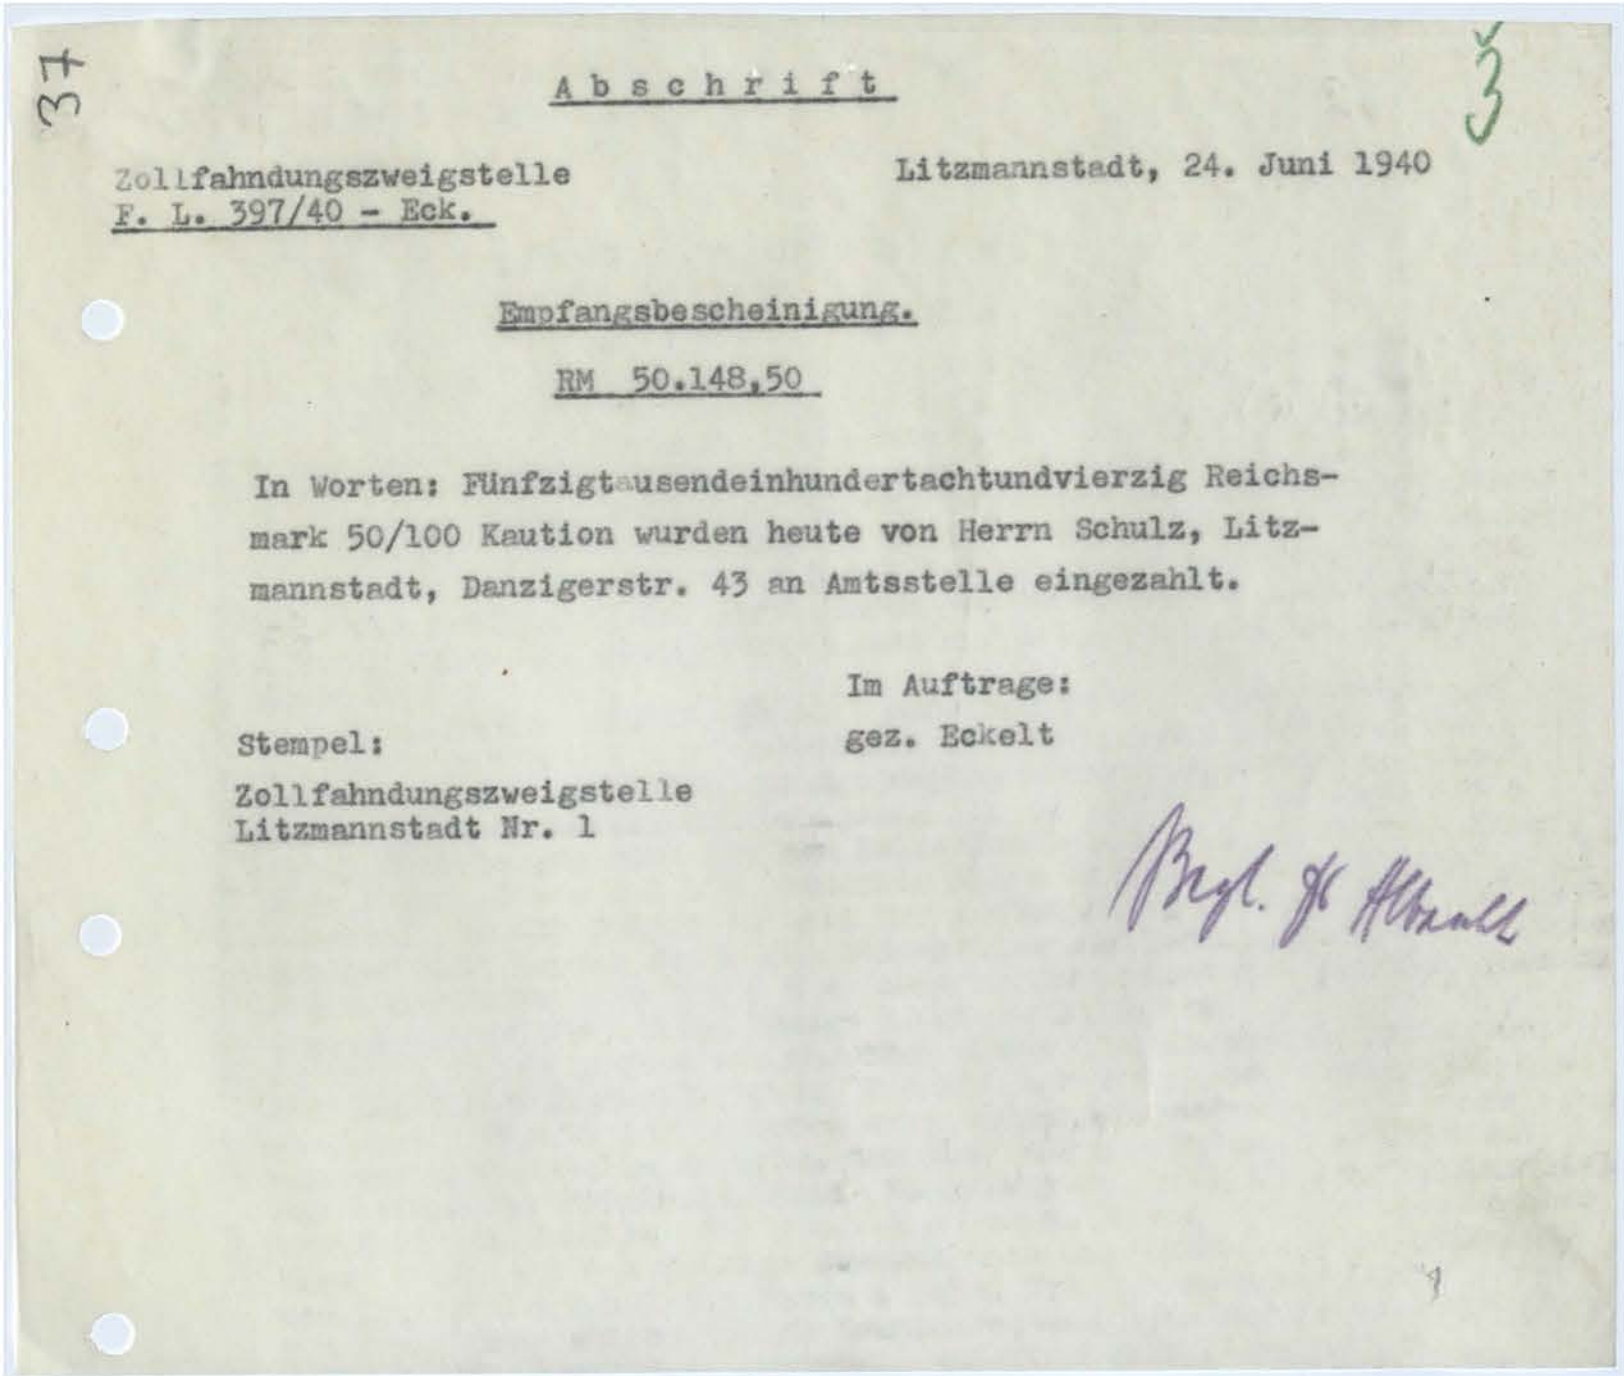 37
A b s c h r i f t
Zollfahndungszweigstelle
F. L. 397/40 - Eck.
Litzmannstadt, 24. Juni 1940
Empfangsbescheinigung.
RM 50.148,50
In Worten: Fünfzigtausendeinhundertachtundvierzig Reichs-
mark 50/100 Kaution wurden heute von Herrn Schulz, Litz-
mannstadt, Danzigerstr. 43 an Amtsstelle eingezahlt.
Im Auftrage:
gez. Eckelt
Stempel:
Zollfahndungszweigstelle
Litzmannstadt Nr. 1